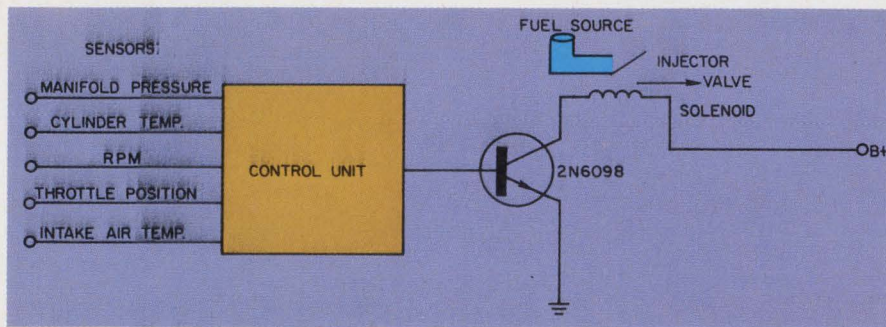 SENSORS:
MANIFOLD PRESSURE
CYLINDER TEMP.
RPM
THROTTLE POSITION
INTAKE AIR TEMP.
CONTROL UNIT
2N6098
FUEL SOURCE
INJECTOR
VALVE
SOLENOID
B+